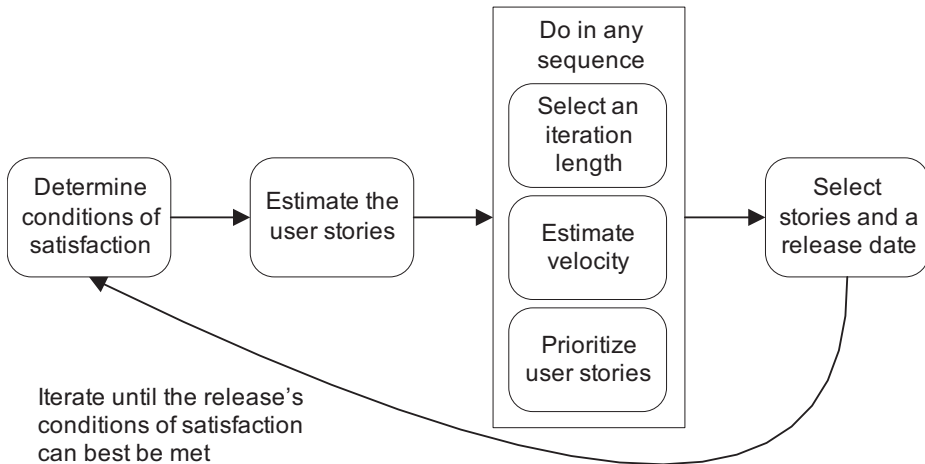 Do in any
sequence
Select an
iteration
length
Determine
conditions of
satisfaction
Estimate the
user stories
Estimate
velocity
Select
stories and a
release date
Prioritize
user stories
Iterate until the release’s
conditions of satisfaction
can best be met